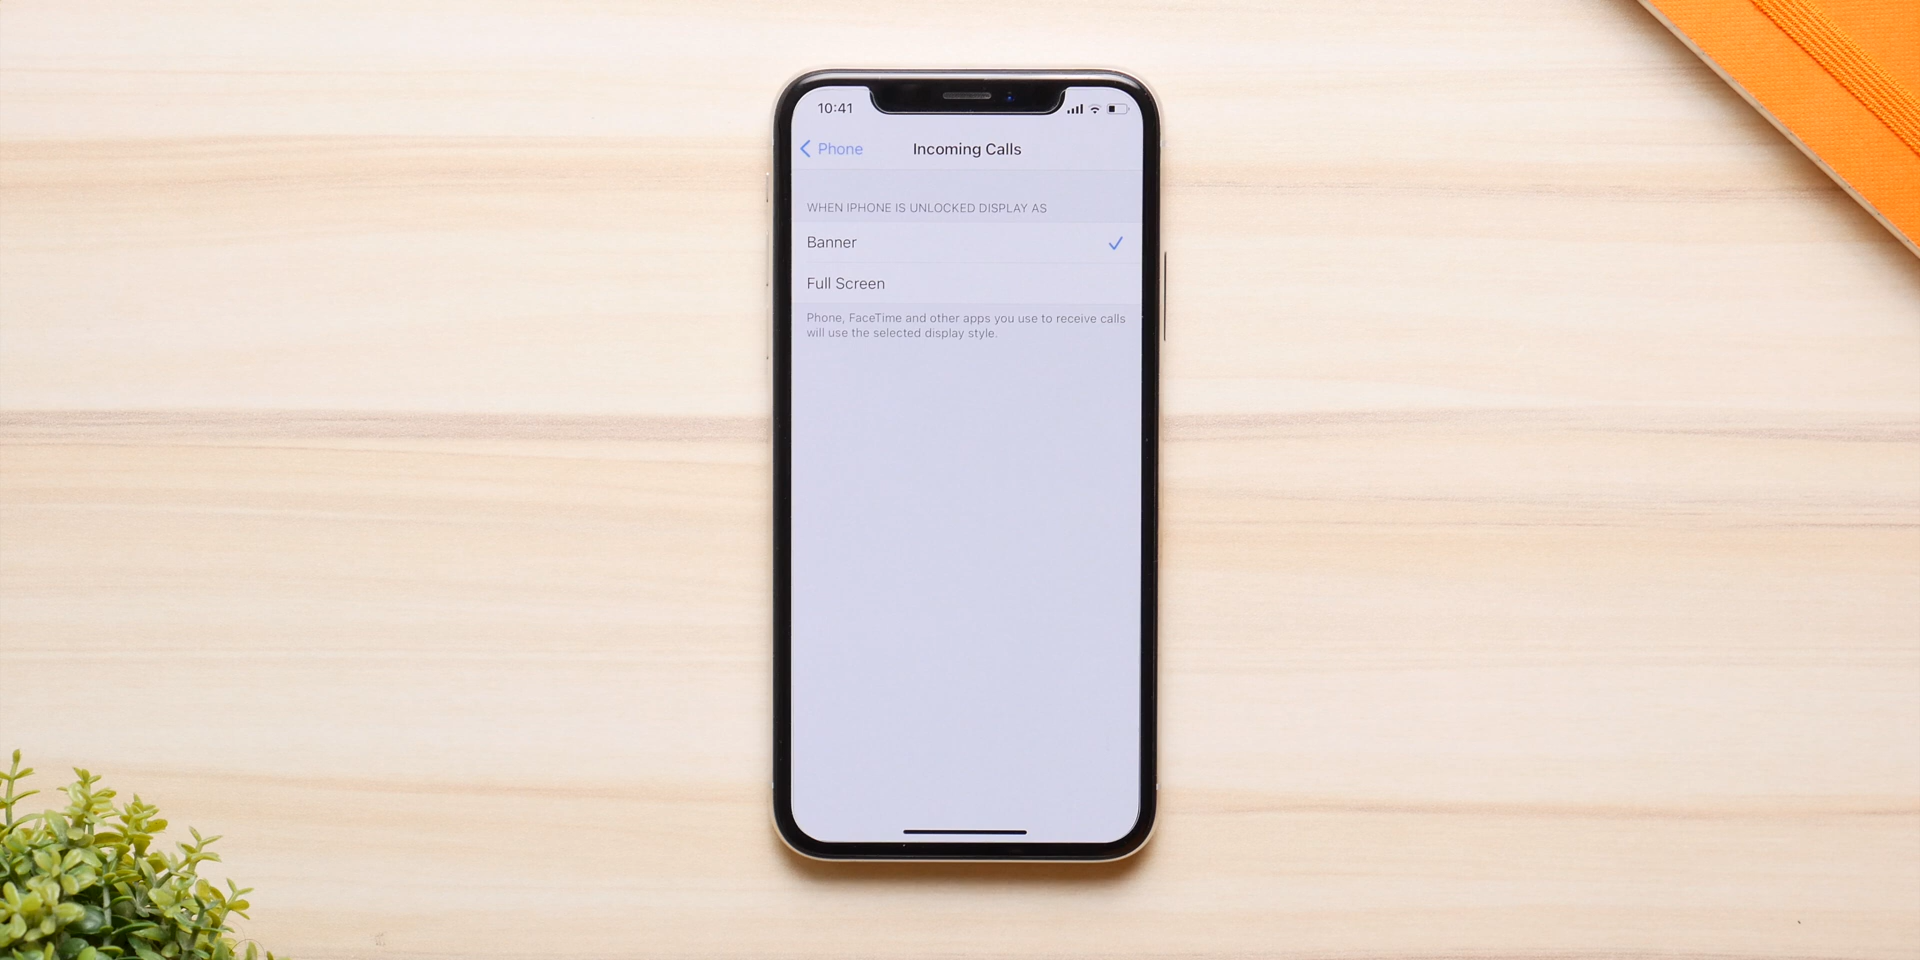 10:41
Phone
Incoming Calls
WHEN IPHONE IS UNLOCKED DISPLAY AS
Banner
Full Screen
Phone, FaceTime and other apps you use to receive calls
will use the selected display style.